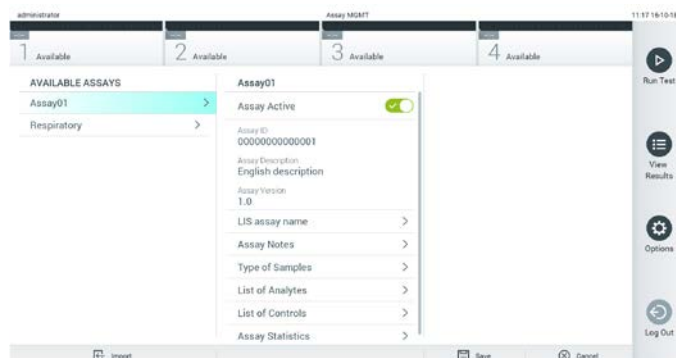 administrator Assay MGMT 11:17 16-10-18
1 Available 2 Available 3 Available 4 Available
AVAILABLE ASSAYS
Assay01
Respiratory
Assay01
Assay Active
Assay ID
00000000000001
Assay Description
English description
Assay Version
1.0
LIS assay name
Assay Notes
Type of Samples
List of Analytes
List of Controls
Assay Statistics
Run Test
View
Results
Options
Log Out
Import Save Cancel